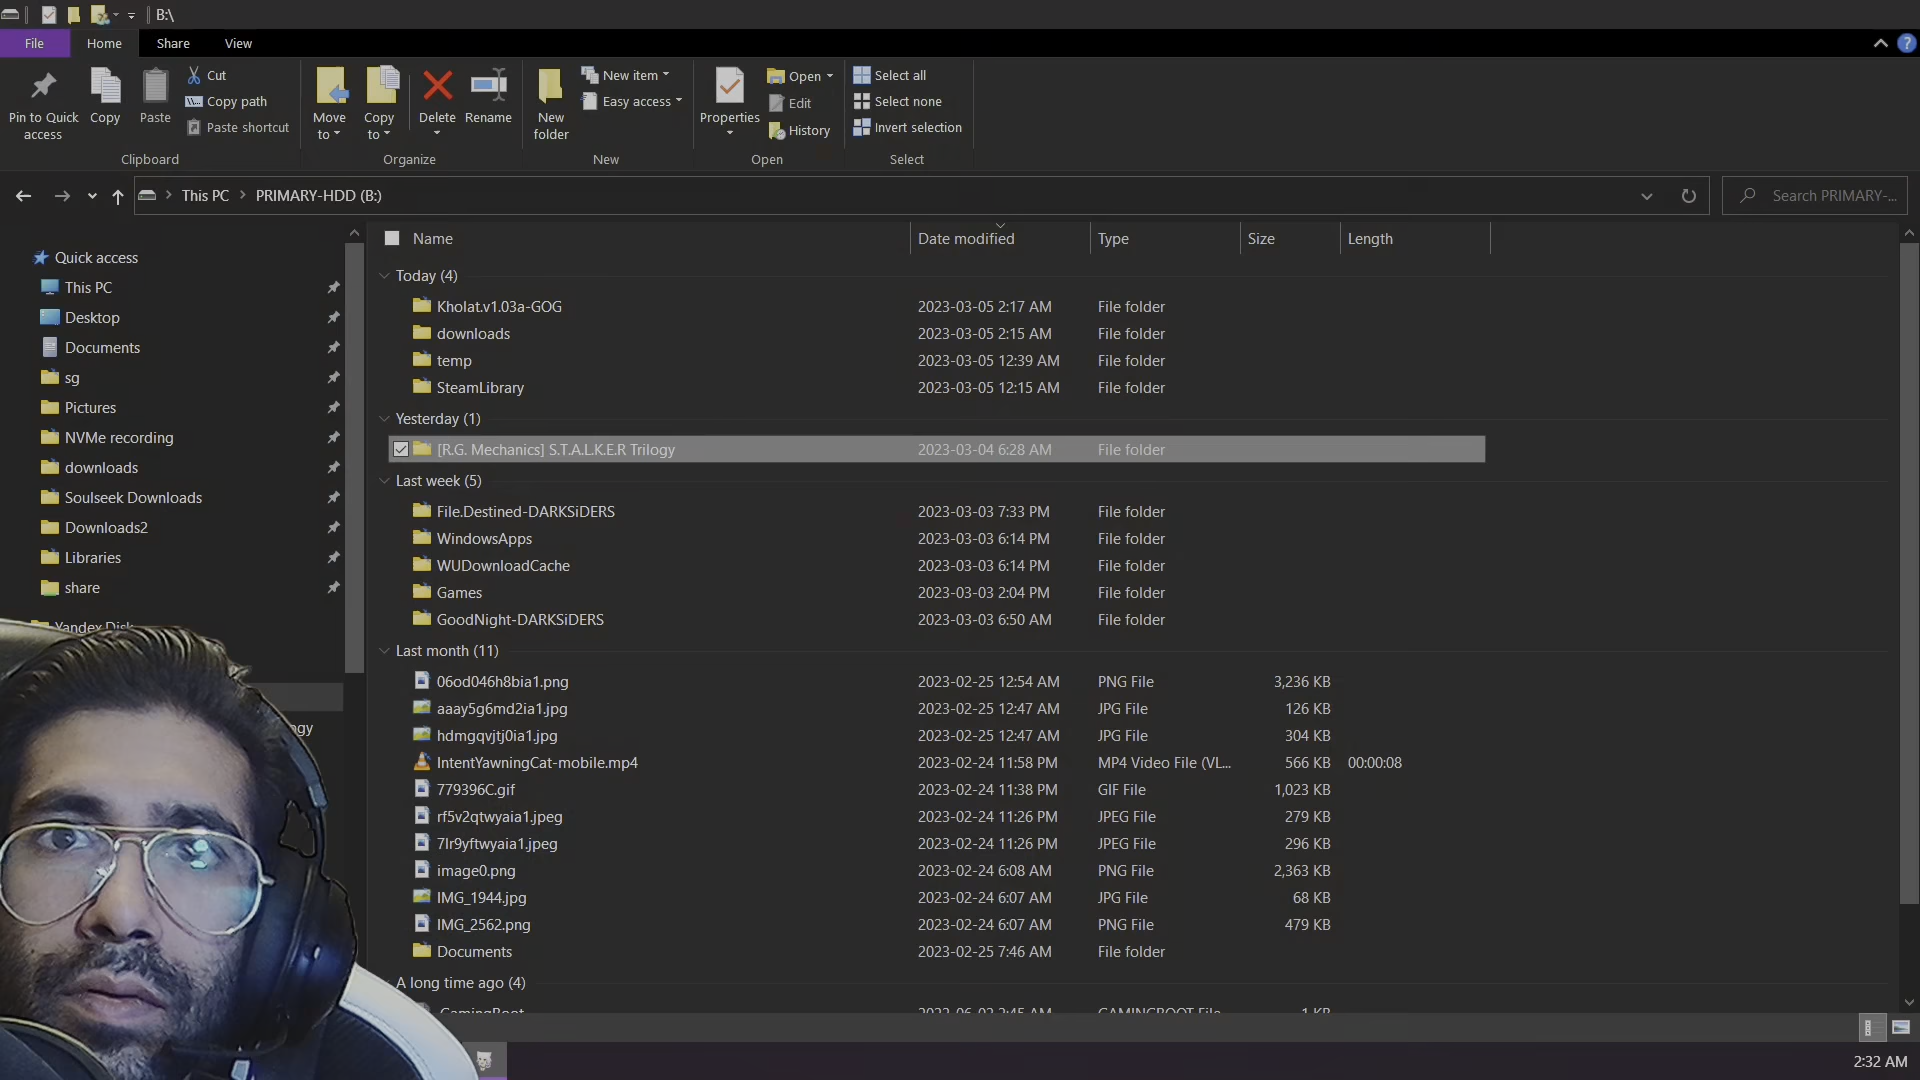 B:\
File Home Share View
Pin to Quick access
Copy
Paste
Cut
Copy path
Paste shortcut
Clipboard
Move to
Copy to
Delete
Rename
Organize
New folder
New item
Easy access
New
Properties
Open
Edit
History
Open
Select all
Select none
Invert selection
Select
This PC > PRIMARY-HDD (B:)
Search PRIMARY-...
Quick access
This PC
Desktop
Documents
sg
Pictures
NVMe recording
downloads
Soulseek Downloads
Downloads2
Libraries
share
Yandex Disk
Name Date modified Type Size Length
Today (4)
Kholat.v1.03a-GOG 2023-03-05 2:17 AM File folder
downloads 2023-03-05 2:15 AM File folder
temp 2023-03-05 12:39 AM File folder
SteamLibrary 2023-03-05 12:15 AM File folder
Yesterday (1)
[R.G. Mechanics] S.T.A.L.K.E.R Trilogy 2023-03-04 6:28 AM File folder
Last week (5)
File.Destined-DARKSiDERS 2023-03-03 7:33 PM File folder
WindowsApps 2023-03-03 6:14 PM File folder
WUDownloadCache 2023-03-03 6:14 PM File folder
Games 2023-03-03 2:04 PM File folder
GoodNight-DARKSiDERS 2023-03-03 6:50 AM File folder
Last month (11)
06od046h8bia1.png 2023-02-25 12:54 AM PNG File 3,236 KB
aaay5g6md2ia1.jpg 2023-02-25 12:47 AM JPG File 126 KB
hdmgqvjtj0ia1.jpg 2023-02-25 12:47 AM JPG File 304 KB
IntentYawningCat-mobile.mp4 2023-02-24 11:58 PM MP4 Video File (VL... 566 KB 00:00:08
779396C.gif 2023-02-24 11:38 PM GIF File 1,023 KB
rf5v2qtwyaia1.jpeg 2023-02-24 11:26 PM JPEG File 279 KB
7lr9yftwyaia1.jpeg 2023-02-24 11:26 PM JPEG File 296 KB
image0.png 2023-02-24 6:08 AM PNG File 2,363 KB
IMG_1944.jpg 2023-02-24 6:07 AM JPG File 68 KB
IMG_2562.png 2023-02-24 6:07 AM PNG File 479 KB
Documents 2023-02-25 7:46 AM File folder
A long time ago (4)
2:32 AM